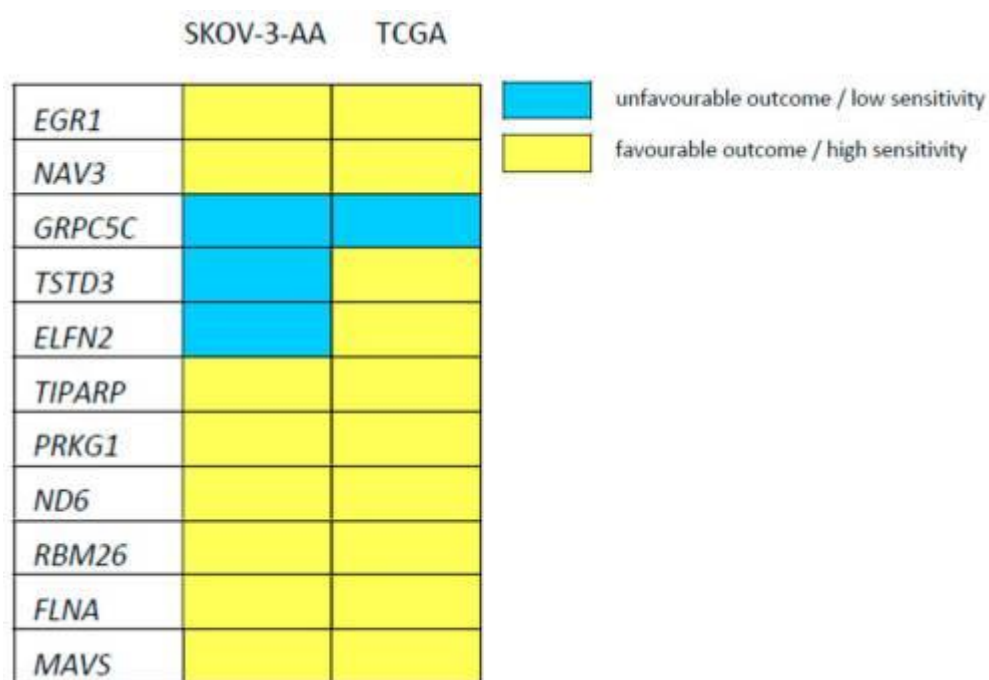 SKOV-3-AA TCGA
unfavourable outcome / low sensitivity
favourable outcome / high sensitivity
EGR1
NAV3
GRPC5C
TSTD3
ELFN2
TIPARP
PRKG1
ND6
RBM26
FLNA
MAVS